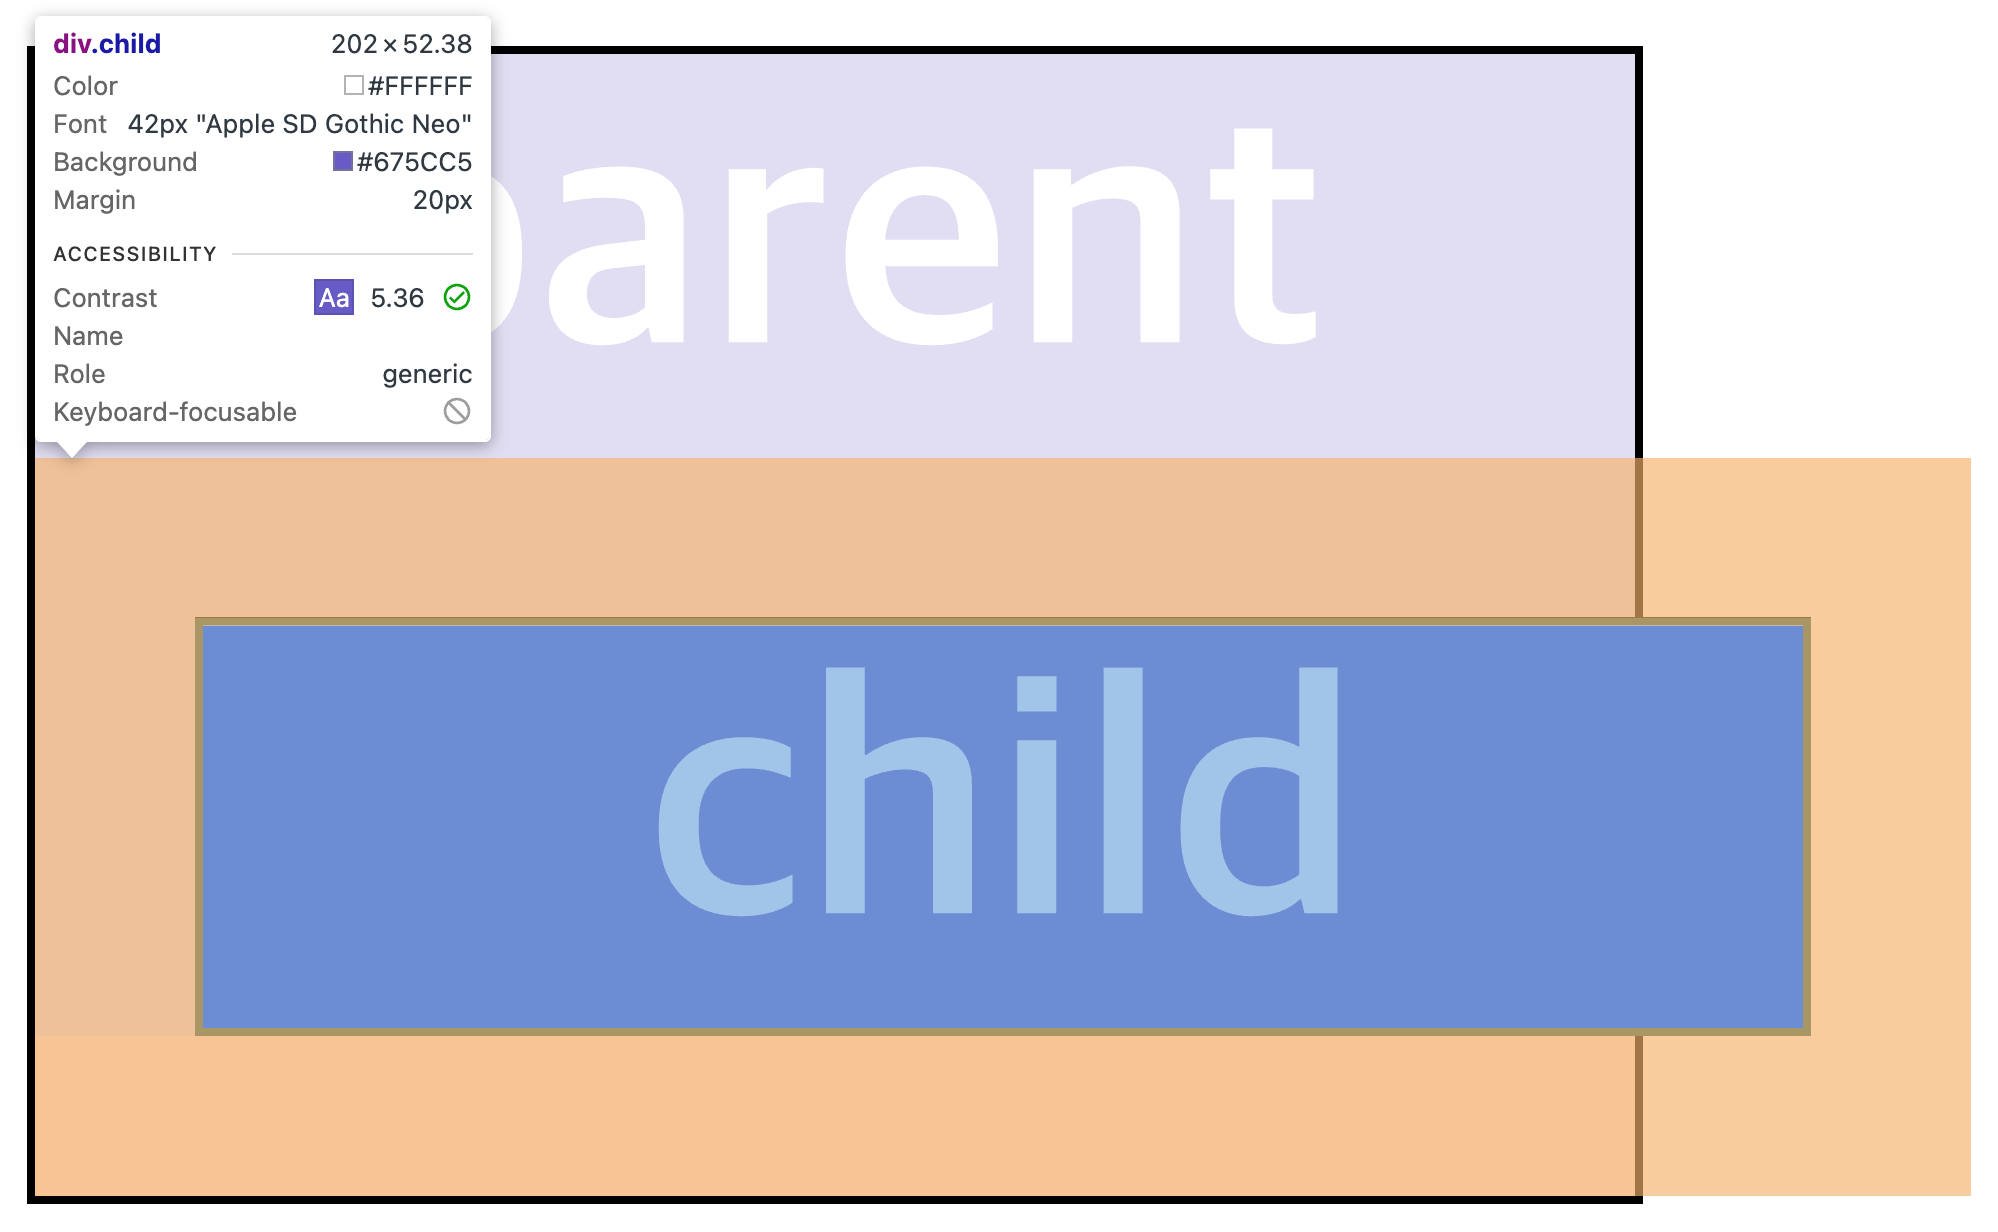 div.child 202 × 52.38
Color #FFFFFF
Font 42px "Apple SD Gothic Neo"
Background #675CC5
Margin 20px
ACCESSIBILITY
Contrast Aa 5.36
Name
Role generic
Keyboard-focusable
parent
child